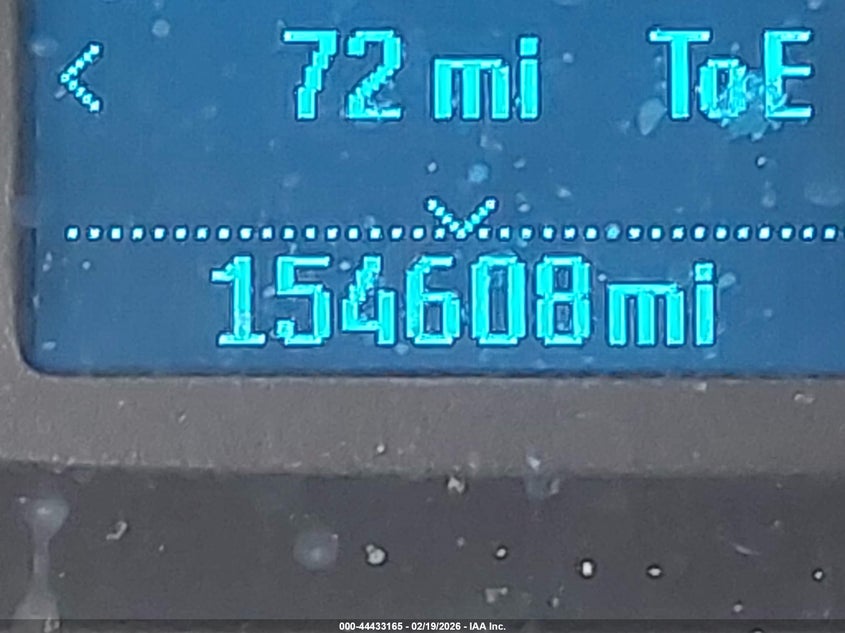 < 72 mi ToE
154608mi
000-44433165 - 02/19/2026 - IAA Inc.